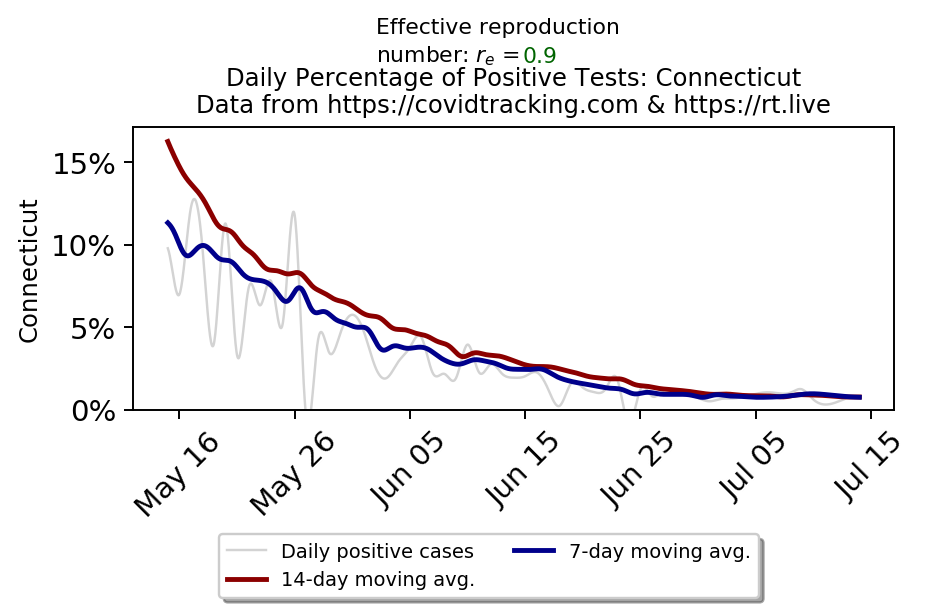 Effective reproduction
number: rₑ = 0.9
Daily Percentage of Positive Tests: Connecticut
Data from https://covidtracking.com & https://rt.live
Connecticut
15%
10%
5%
0%
May 16
May 26
Jun 05
Jun 15
Jun 25
Jul 05
Jul 15
Daily positive cases
14-day moving avg.
7-day moving avg.